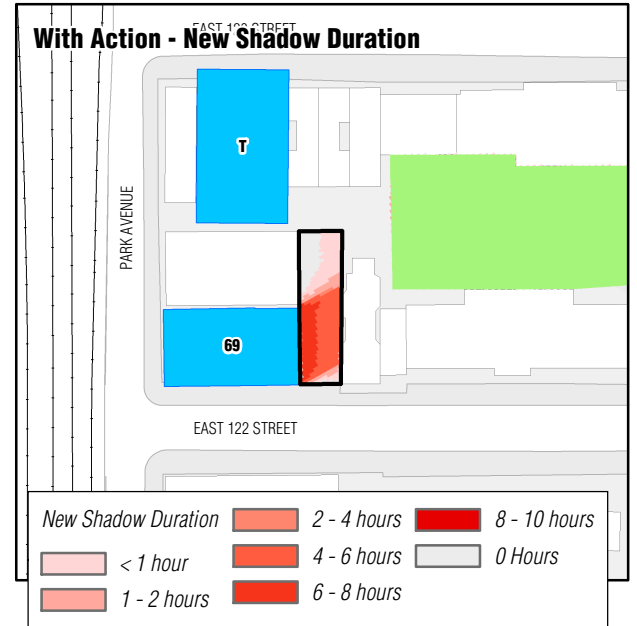 EAST 123 STREET
With Action - New Shadow Duration
T
PARK AVENUE
69
EAST 122 STREET
New Shadow Duration
< 1 hour
1 - 2 hours
2 - 4 hours
4 - 6 hours
6 - 8 hours
8 - 10 hours
0 Hours